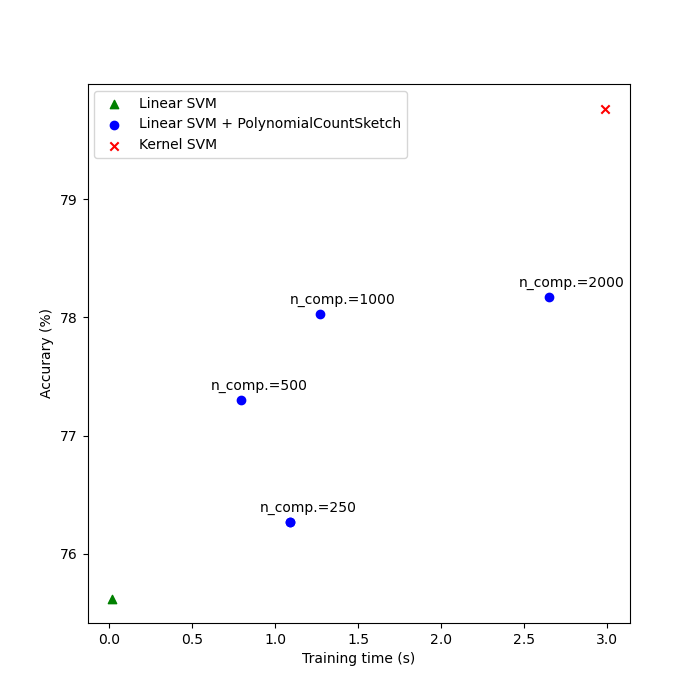 Linear SVM
Linear SVM + PolynomialCountSketch
Kernel SVM
79
78
77
76
n_comp.=2000
n_comp.=1000
n_comp.=500
n_comp.=250
Accurary (%)
0.0 0.5 1.0 1.5 2.0 2.5 3.0
Training time (s)